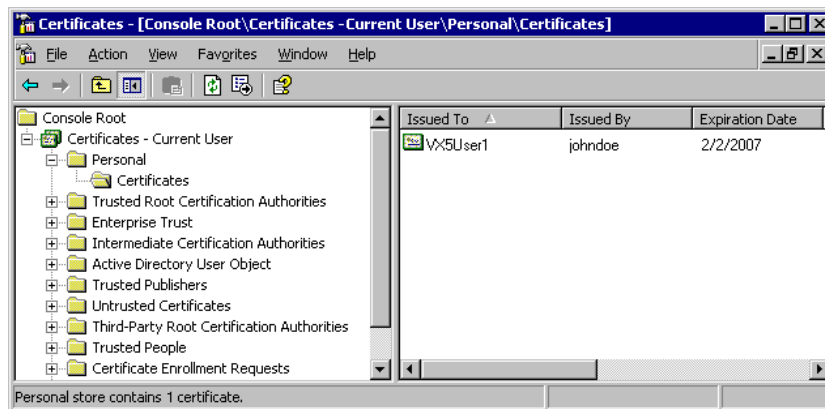 Certificates - [Console Root\Certificates -Current User\Personal\Certificates]
File Action View Favorites Window Help
Console Root
Certificates - Current User
Personal
Certificates
Trusted Root Certification Authorities
Enterprise Trust
Intermediate Certification Authorities
Active Directory User Object
Trusted Publishers
Untrusted Certificates
Third-Party Root Certification Authorities
Trusted People
Certificate Enrollment Requests
Issued To Issued By Expiration Date
VX5User1 johndoe 2/2/2007
Personal store contains 1 certificate.